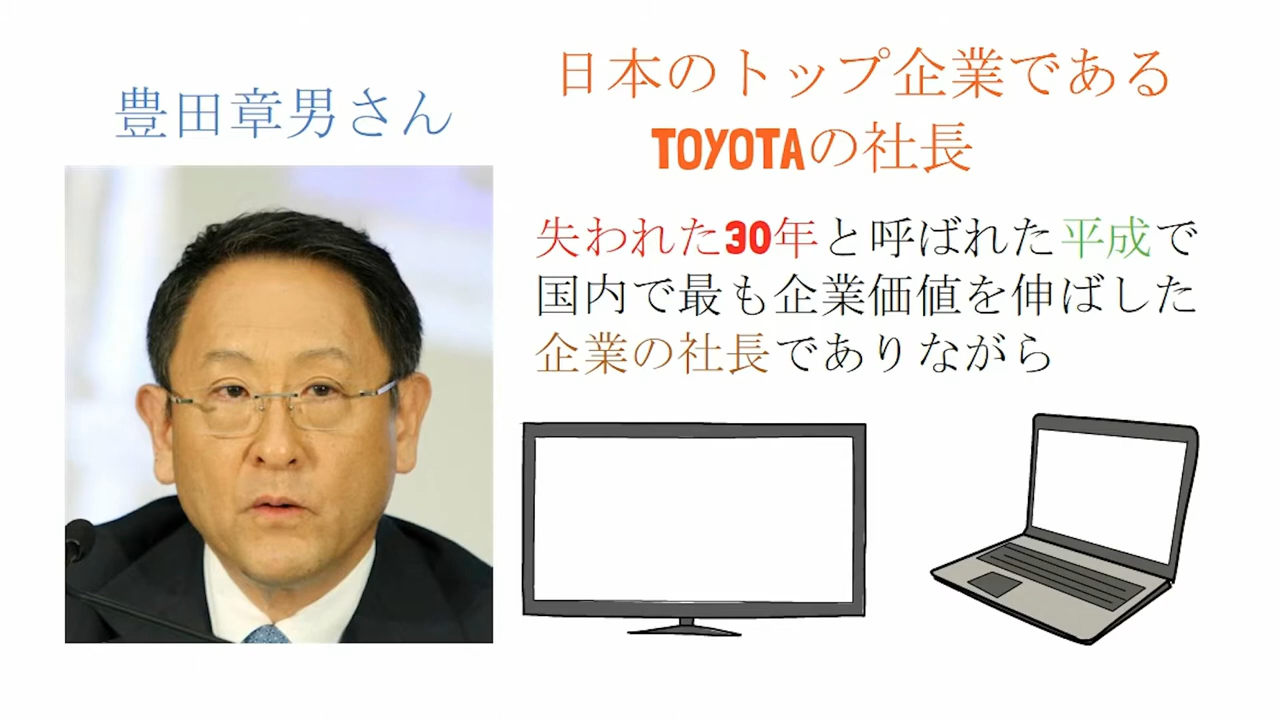 豊田章男さん
日本のトップ企業である
TOYOTAの社長
失われた30年と呼ばれた平成で
国内で最も企業価値を伸ばした
企業の社長でありながら